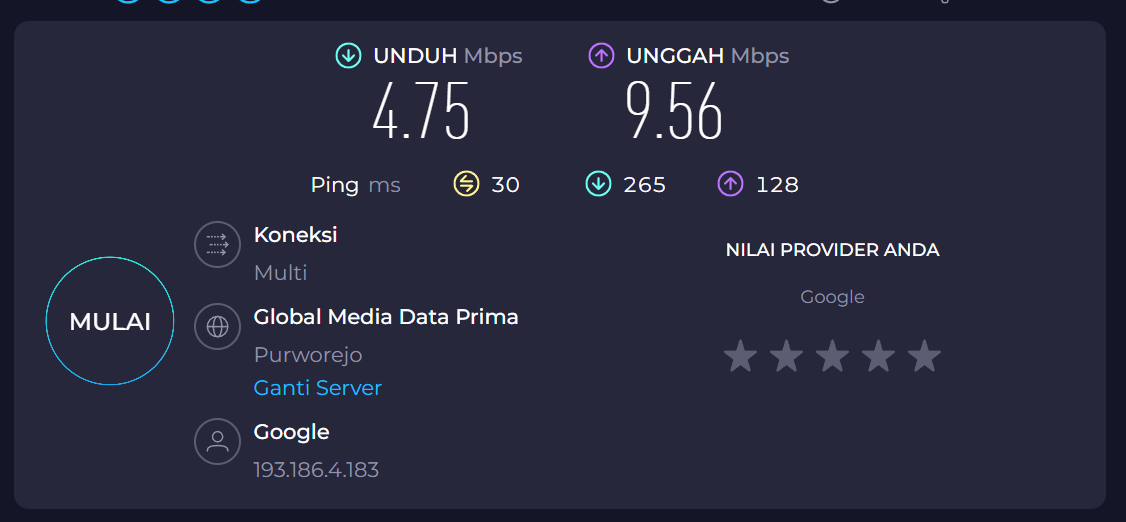 UNDUH Mbps
UNGGAH Mbps
4.75
9.56
Ping ms 30 265 128
Koneksi
Multi
NILAI PROVIDER ANDA
Google
MULAI
Global Media Data Prima
Purworejo
Ganti Server
Google
193.186.4.183